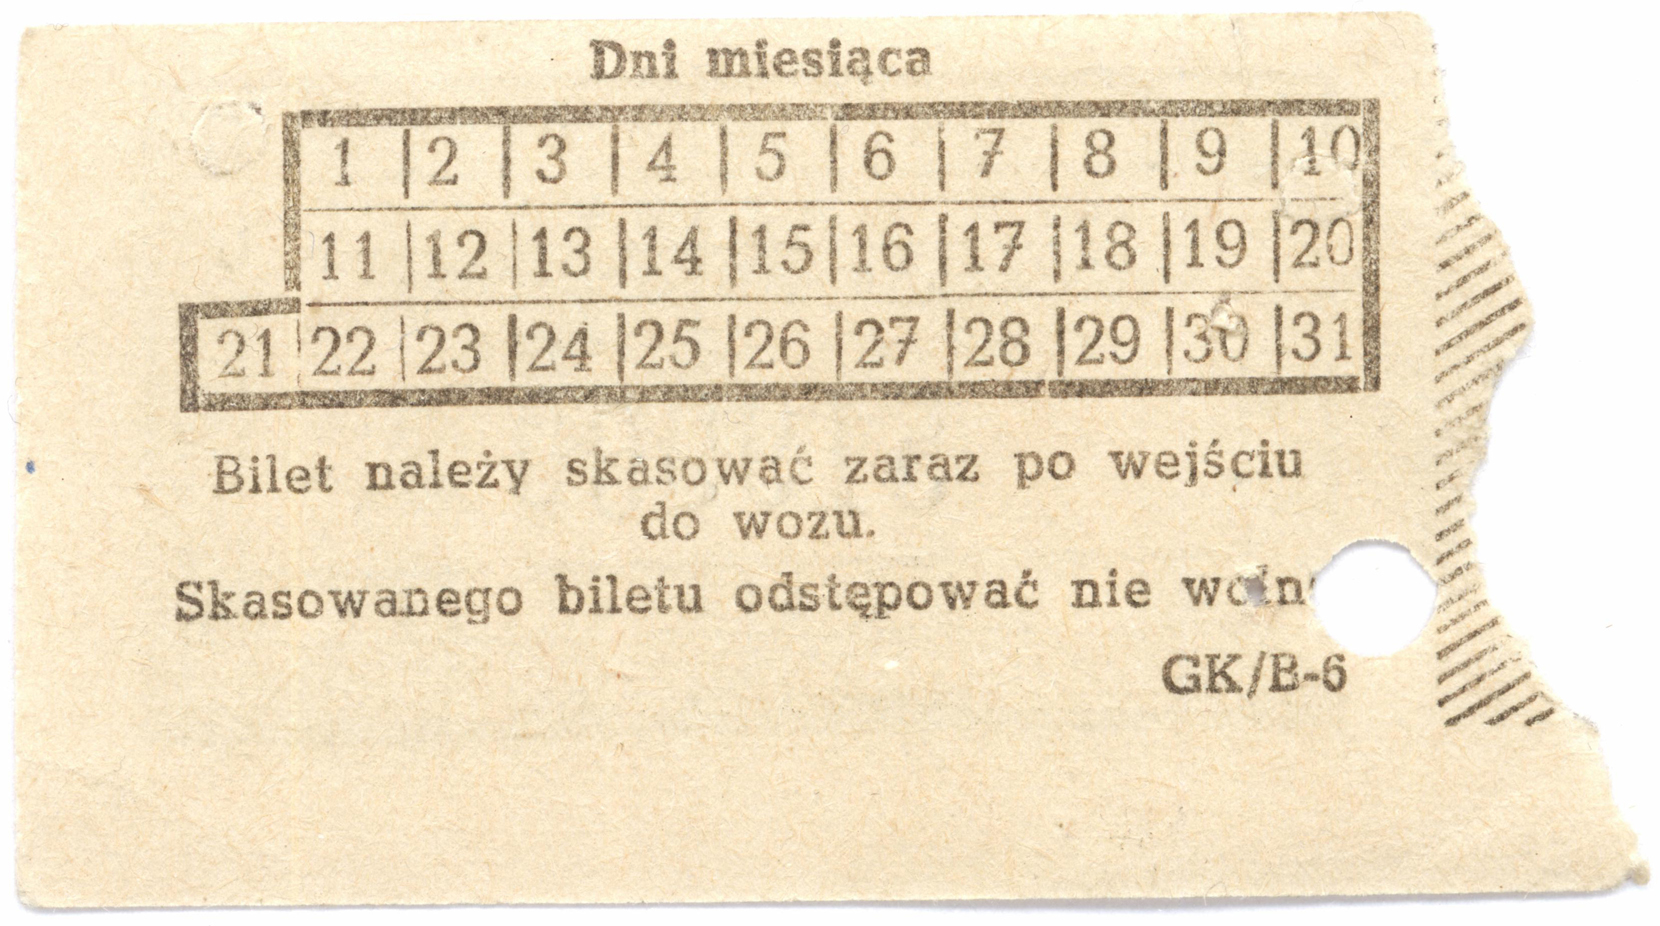 Dni miesiąca
1 2 3 4 5 6 7 8 9 10
11 12 13 14 15 16 17 18 19 20
21 22 23 24 25 26 27 28 29 30 31
Bilet należy skasować zaraz po wejściu
do wozu.
Skasowanego biletu odstępować nie woln
GK/B-6